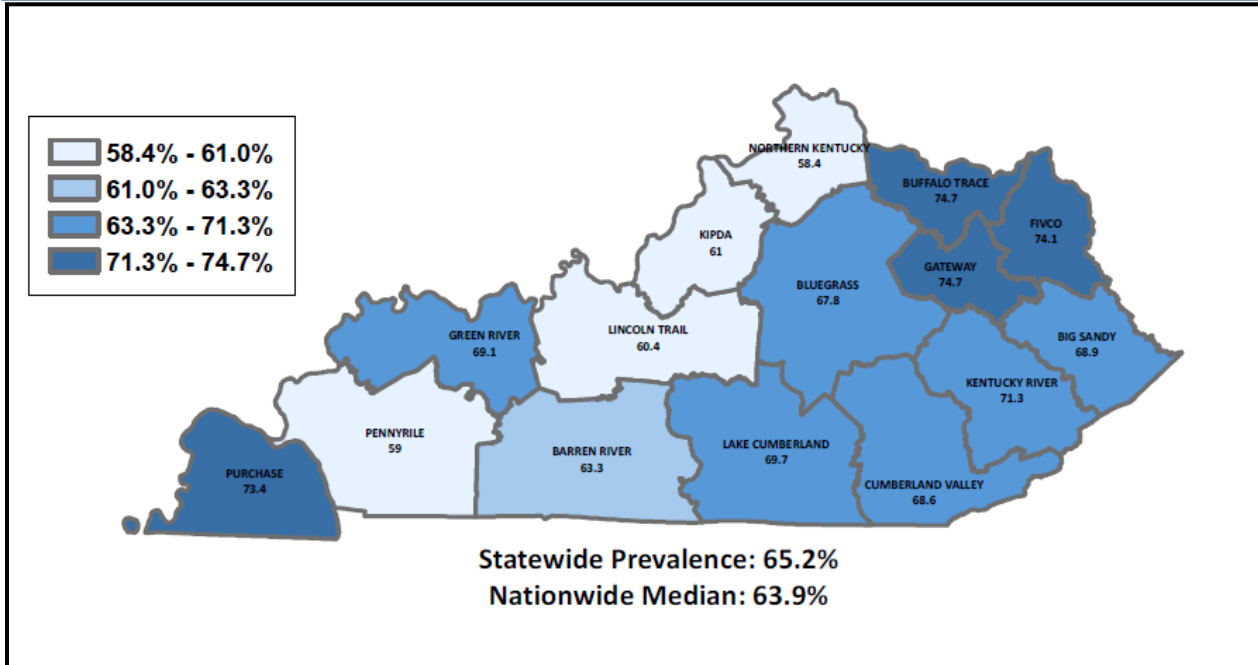 58.4% - 61.0%
61.0% - 63.3%
63.3% - 71.3%
71.3% - 74.7%
NORTHERN KENTUCKY
58.4
BUFFALO TRACE
74.7
FIVCO
74.1
KIPDA
61
GATEWAY
74.7
BLUEGRASS
67.8
GREEN RIVER
69.1
LINCOLN TRAIL
60.4
BIG SANDY
68.9
KENTUCKY RIVER
71.3
PENNYRILE
59
BARREN RIVER
63.3
LAKE CUMBERLAND
69.7
PURCHASE
73.4
CUMBERLAND VALLEY
68.6
Statewide Prevalence: 65.2%
Nationwide Median: 63.9%